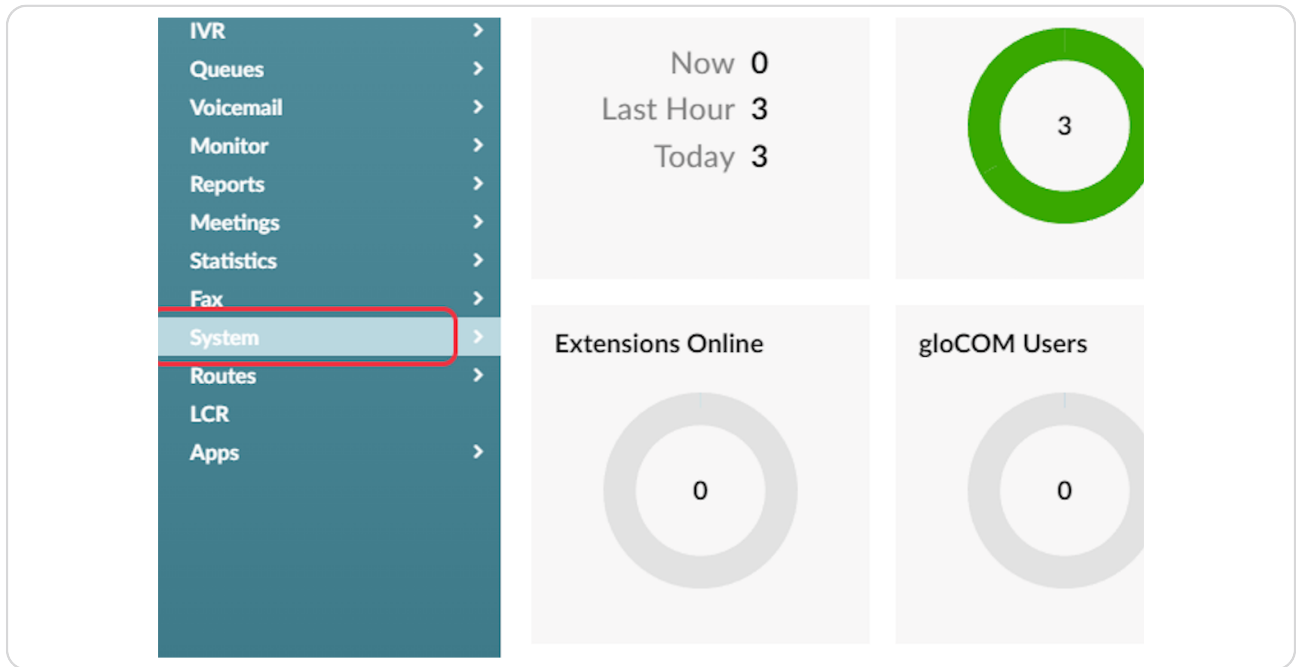 IVR
Queues
Voicemail
Monitor
Reports
Meetings
Statistics
Fax
System
Routes
LCR
Apps
Now 0
Last Hour 3
Today 3
3
Extensions Online
0
gloCOM Users
0